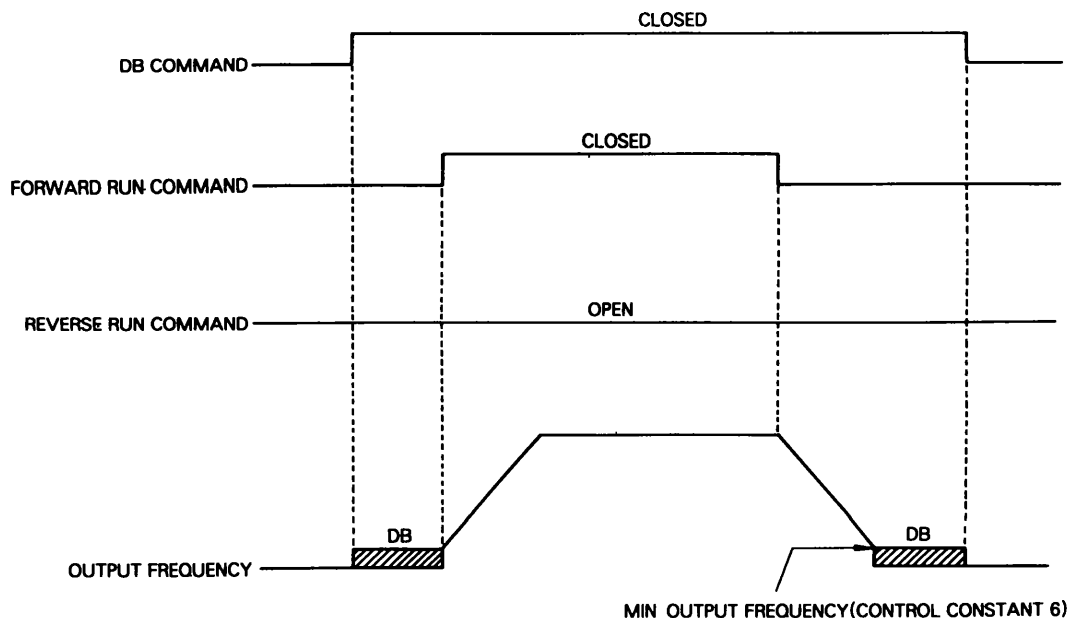 CLOSED
DB COMMAND
CLOSED
FORWARD RUN COMMAND
OPEN
REVERSE RUN COMMAND
DB
DB
OUTPUT FREQUENCY
MIN OUTPUT FREQUENCY(CONTROL CONSTANT 6)